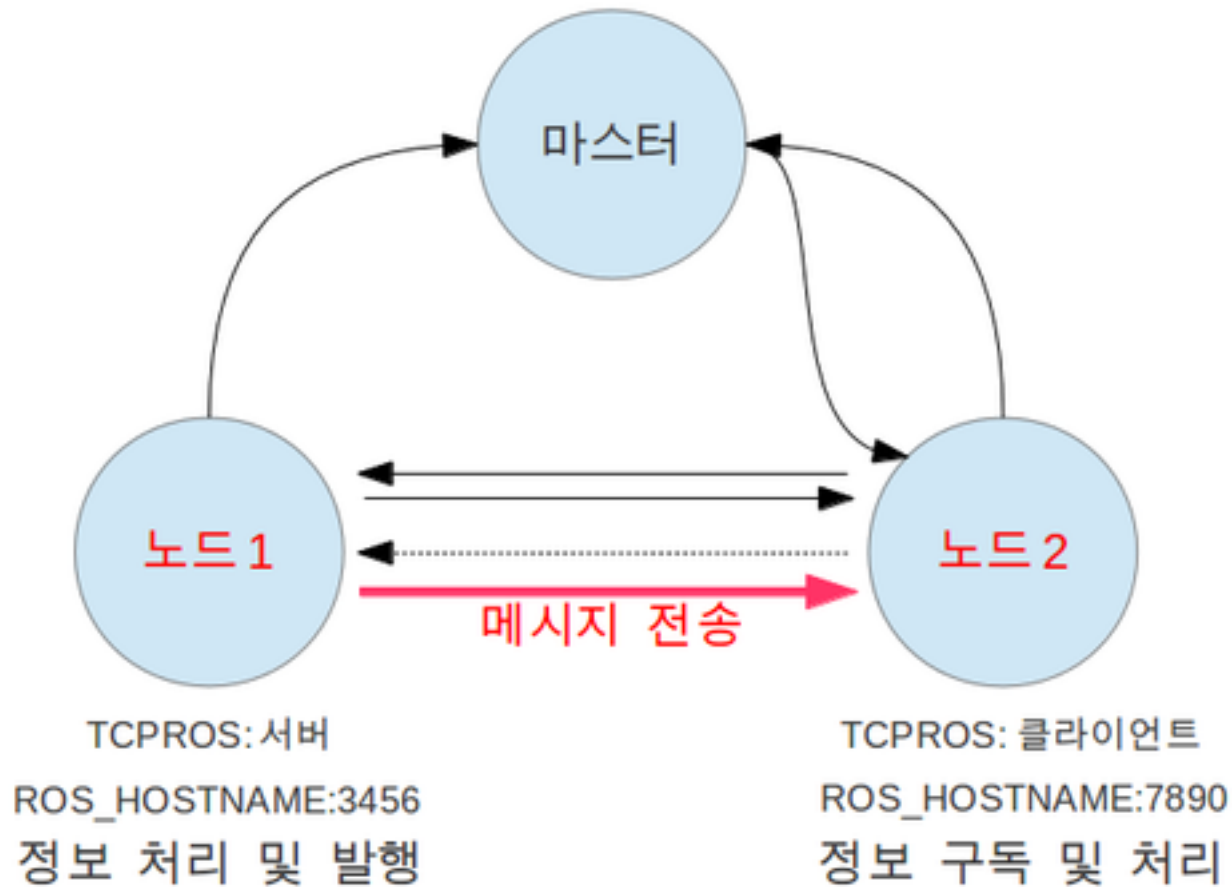 마스터
노드 1
노드 2
메시지 전송
TCPROS: 서버
ROS_HOSTNAME:3456
정보 처리 및 발행
TCPROS: 클라이언트
ROS_HOSTNAME:7890
정보 구독 및 처리